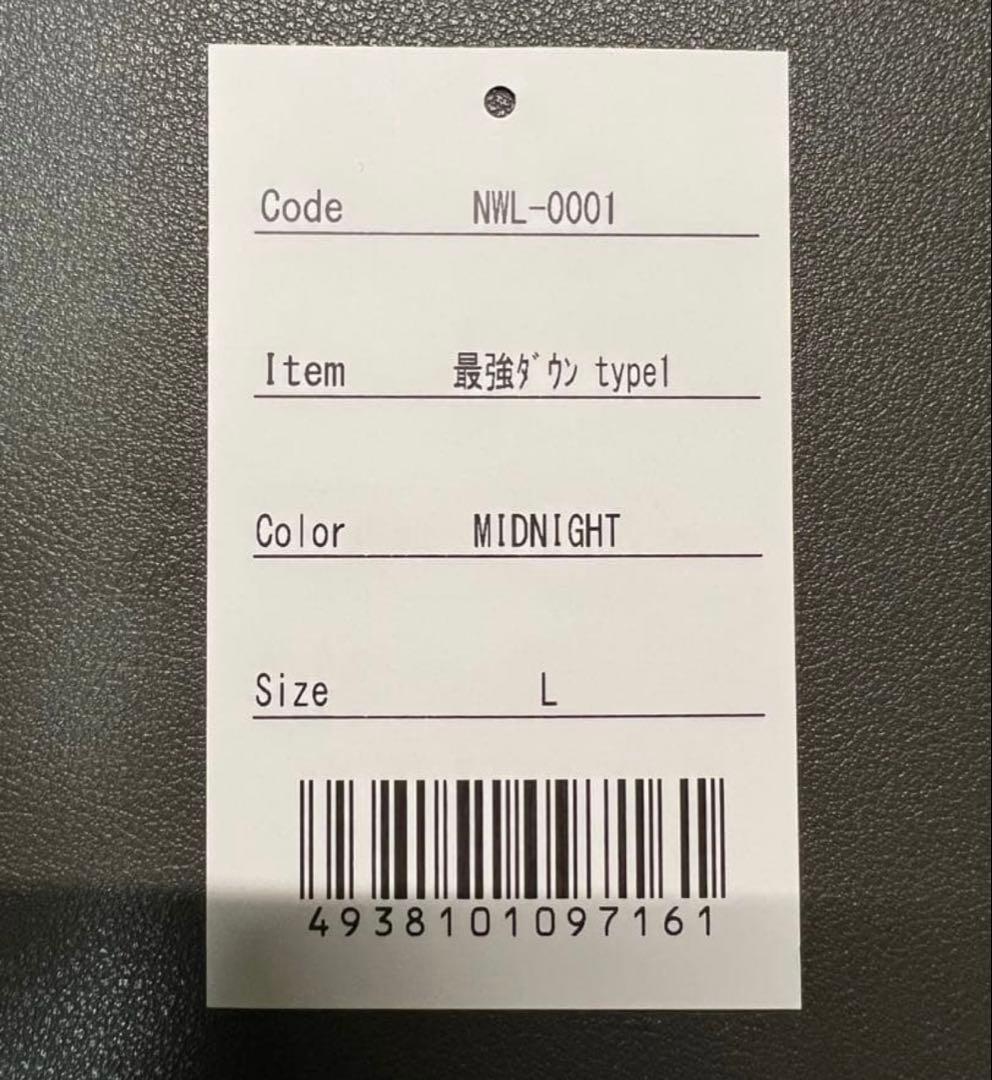 Code NWL-0001
Item 最強ﾀﾞｳﾝ type1
Color MIDNIGHT
Size L
4938101097161